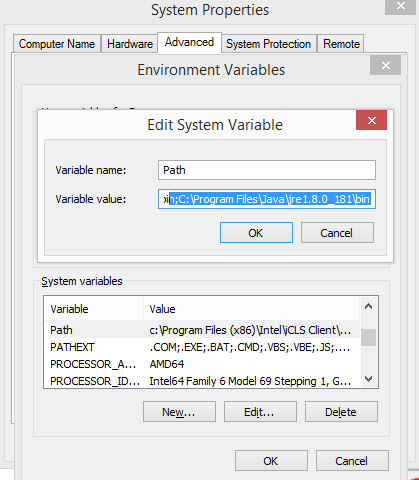 System Properties
Computer Name Hardware Advanced System Protection Remote
Environment Variables
Edit System Variable
Variable name: Path
Variable value: bin;C:\Program Files\Java\jre1.8.0_181\bin
OK Cancel
System variables
Variable Value
Path c:\Program Files (x86)\Intel\iCLS Client\...
PATHEXT .COM;.EXE;.BAT;.CMD;.VBS;.VBE;.JS;....
PROCESSOR_A... AMD64
PROCESSOR_ID... Intel64 Family 6 Model 69 Stepping 1, G...
New... Edit... Delete
OK Cancel